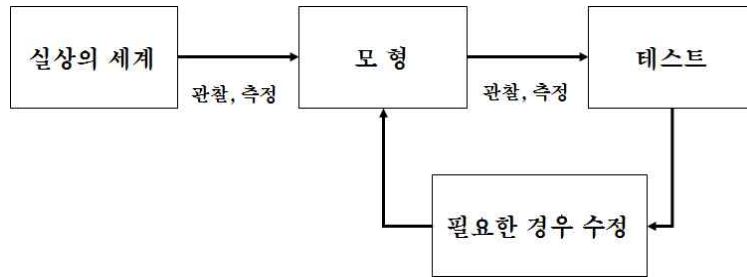 실상의 세계
모 형
테스트
관찰, 측정
관찰, 측정
필요한 경우 수정